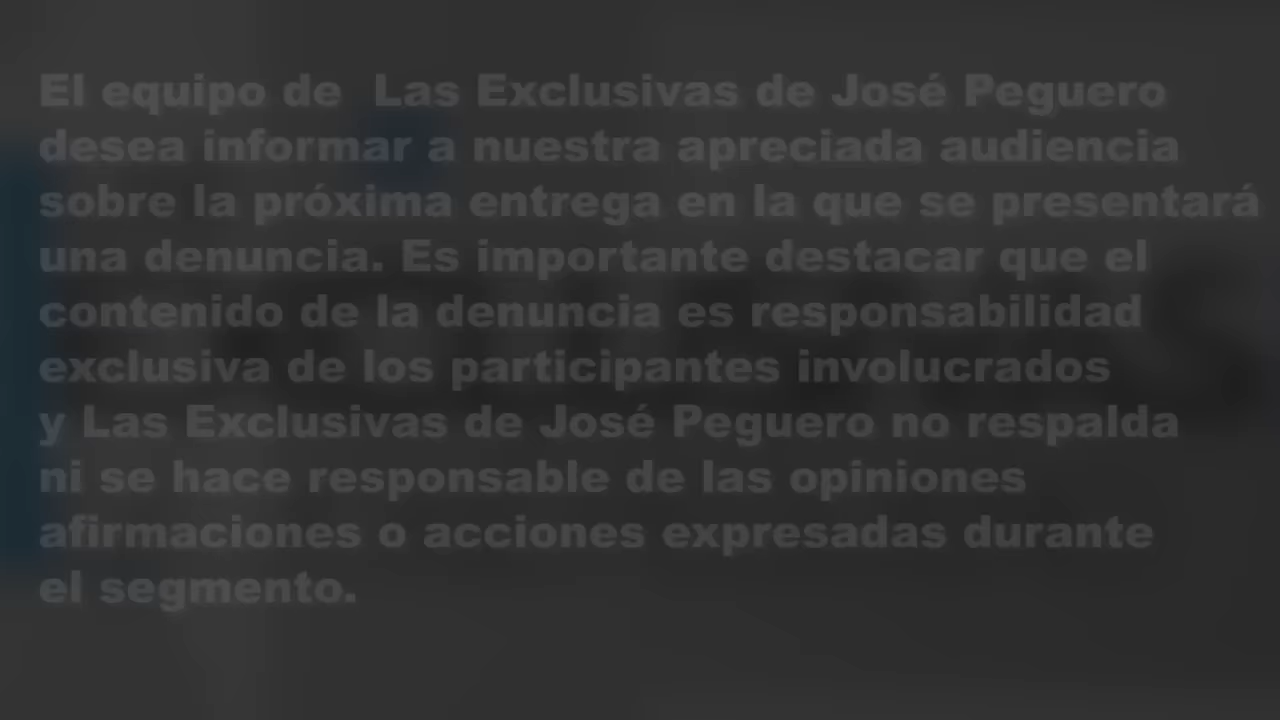 El equipo de  Las Exclusivas de José Peguero
desea informar a nuestra apreciada audiencia
sobre la próxima entrega en la que se presentará
una denuncia. Es importante destacar que el
contenido de la denuncia es responsabilidad
exclusiva de los participantes involucrados
y Las Exclusivas de José Peguero no respalda
ni se hace responsable de las opiniones
afirmaciones o acciones expresadas durante
el segmento.